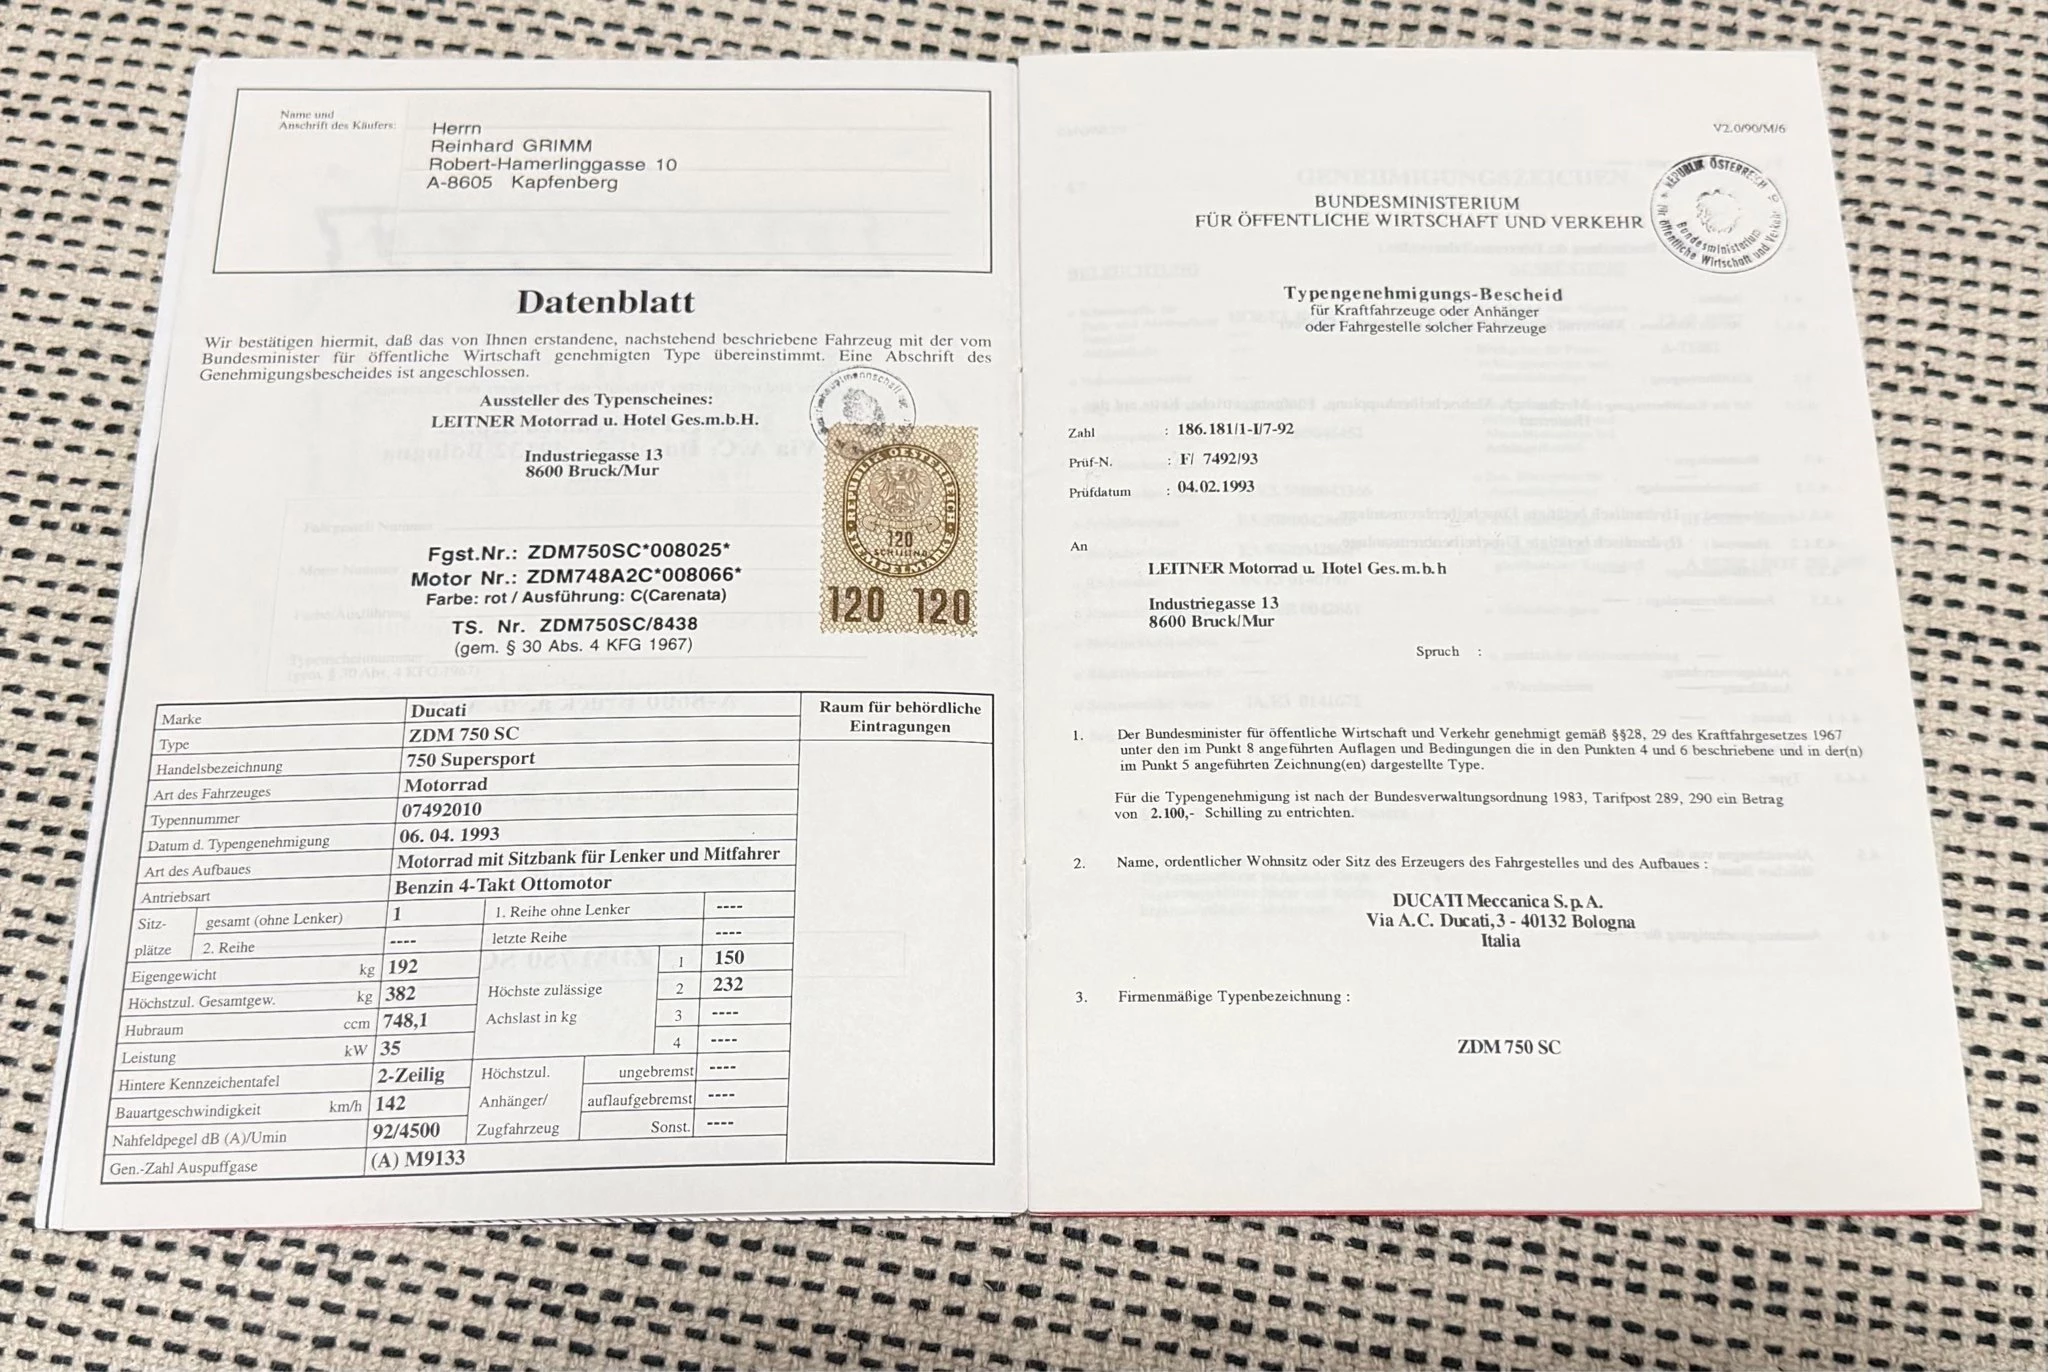 Name und
Anschrift des Käufers:
Herrn
Reinhard GRIMM
Robert-Hamerlinggasse 10
A-8605 Kapfenberg
Datenblatt
Wir bestätigen hiermit, daß das von Ihnen erstandene, nachstehend beschriebene Fahrzeug mit der vom
Bundesminister für öffentliche Wirtschaft genehmigten Type übereinstimmt. Eine Abschrift des
Genehmigungsbescheides ist angeschlossen.
Aussteller des Typenscheines:
LEITNER Motorrad u. Hotel Ges.m.b.H.
Industriegasse 13
8600 Bruck/Mur
REPUBLIK OESTERREICH
120
SCHILLING
STEMPELMARKE
120 120
Fgst.Nr.: ZDM750SC*008025*
Motor Nr.: ZDM748A2C*008066*
Farbe: rot / Ausführung: C(Carenata)
TS. Nr. ZDM750SC/8438
(gem. § 30 Abs. 4 KFG 1967)
Marke Ducati
Type ZDM 750 SC
Handelsbezeichnung 750 Supersport
Art des Fahrzeuges Motorrad
Typennummer 07492010
Datum d. Typengenehmigung 06. 04. 1993
Art des Aufbaues Motorrad mit Sitzbank für Lenker und Mitfahrer
Antriebsart Benzin 4-Takt Ottomotor
Sitz- gesamt (ohne Lenker) 1 1. Reihe ohne Lenker ----
plätze 2. Reihe ---- letzte Reihe ----
Eigengewicht kg 192 1 150
Höchstzul. Gesamtgew. kg 382 Höchste zulässige 2 232
Hubraum ccm 748,1 Achslast in kg 3 ----
Leistung kW 35 4 ----
Hintere Kennzeichentafel 2-Zeilig Höchstzul. ungebremst ----
Bauartgeschwindigkeit km/h 142 Anhänger/ auflaufgebremst ----
Nahfeldpegel dB (A)/Umin 92/4500 Zugfahrzeug Sonst. ----
Gen.-Zahl Auspuffgase (A) M9133
Raum für behördliche
Eintragungen
V2.0/90/M/6
BUNDESMINISTERIUM
FÜR ÖFFENTLICHE WIRTSCHAFT UND VERKEHR
REPUBLIK ÖSTERREICH
Bundesministerium
für öffentliche Wirtschaft und Verkehr
Typengenehmigungs-Bescheid
für Kraftfahrzeuge oder Anhänger
oder Fahrgestelle solcher Fahrzeuge
Zahl : 186.181/1-I/7-92
Prüf-N. : F/ 7492/93
Prüfdatum : 04.02.1993
An
LEITNER Motorrad u. Hotel Ges.m.b.h
Industriegasse 13
8600 Bruck/Mur
Spruch :
1. Der Bundesminister für öffentliche Wirtschaft und Verkehr genehmigt gemäß §§28, 29 des Kraftfahrgesetzes 1967
unter den im Punkt 8 angeführten Auflagen und Bedingungen die in den Punkten 4 und 6 beschriebene und in der(n)
im Punkt 5 angeführten Zeichnung(en) dargestellte Type.
Für die Typengenehmigung ist nach der Bundesverwaltungsordnung 1983, Tarifpost 289, 290 ein Betrag
von 2.100,- Schilling zu entrichten.
2. Name, ordentlicher Wohnsitz oder Sitz des Erzeugers des Fahrgestelles und des Aufbaues :
DUCATI Meccanica S.p.A.
Via A.C. Ducati,3 - 40132 Bologna
Italia
3. Firmenmäßige Typenbezeichnung :
ZDM 750 SC